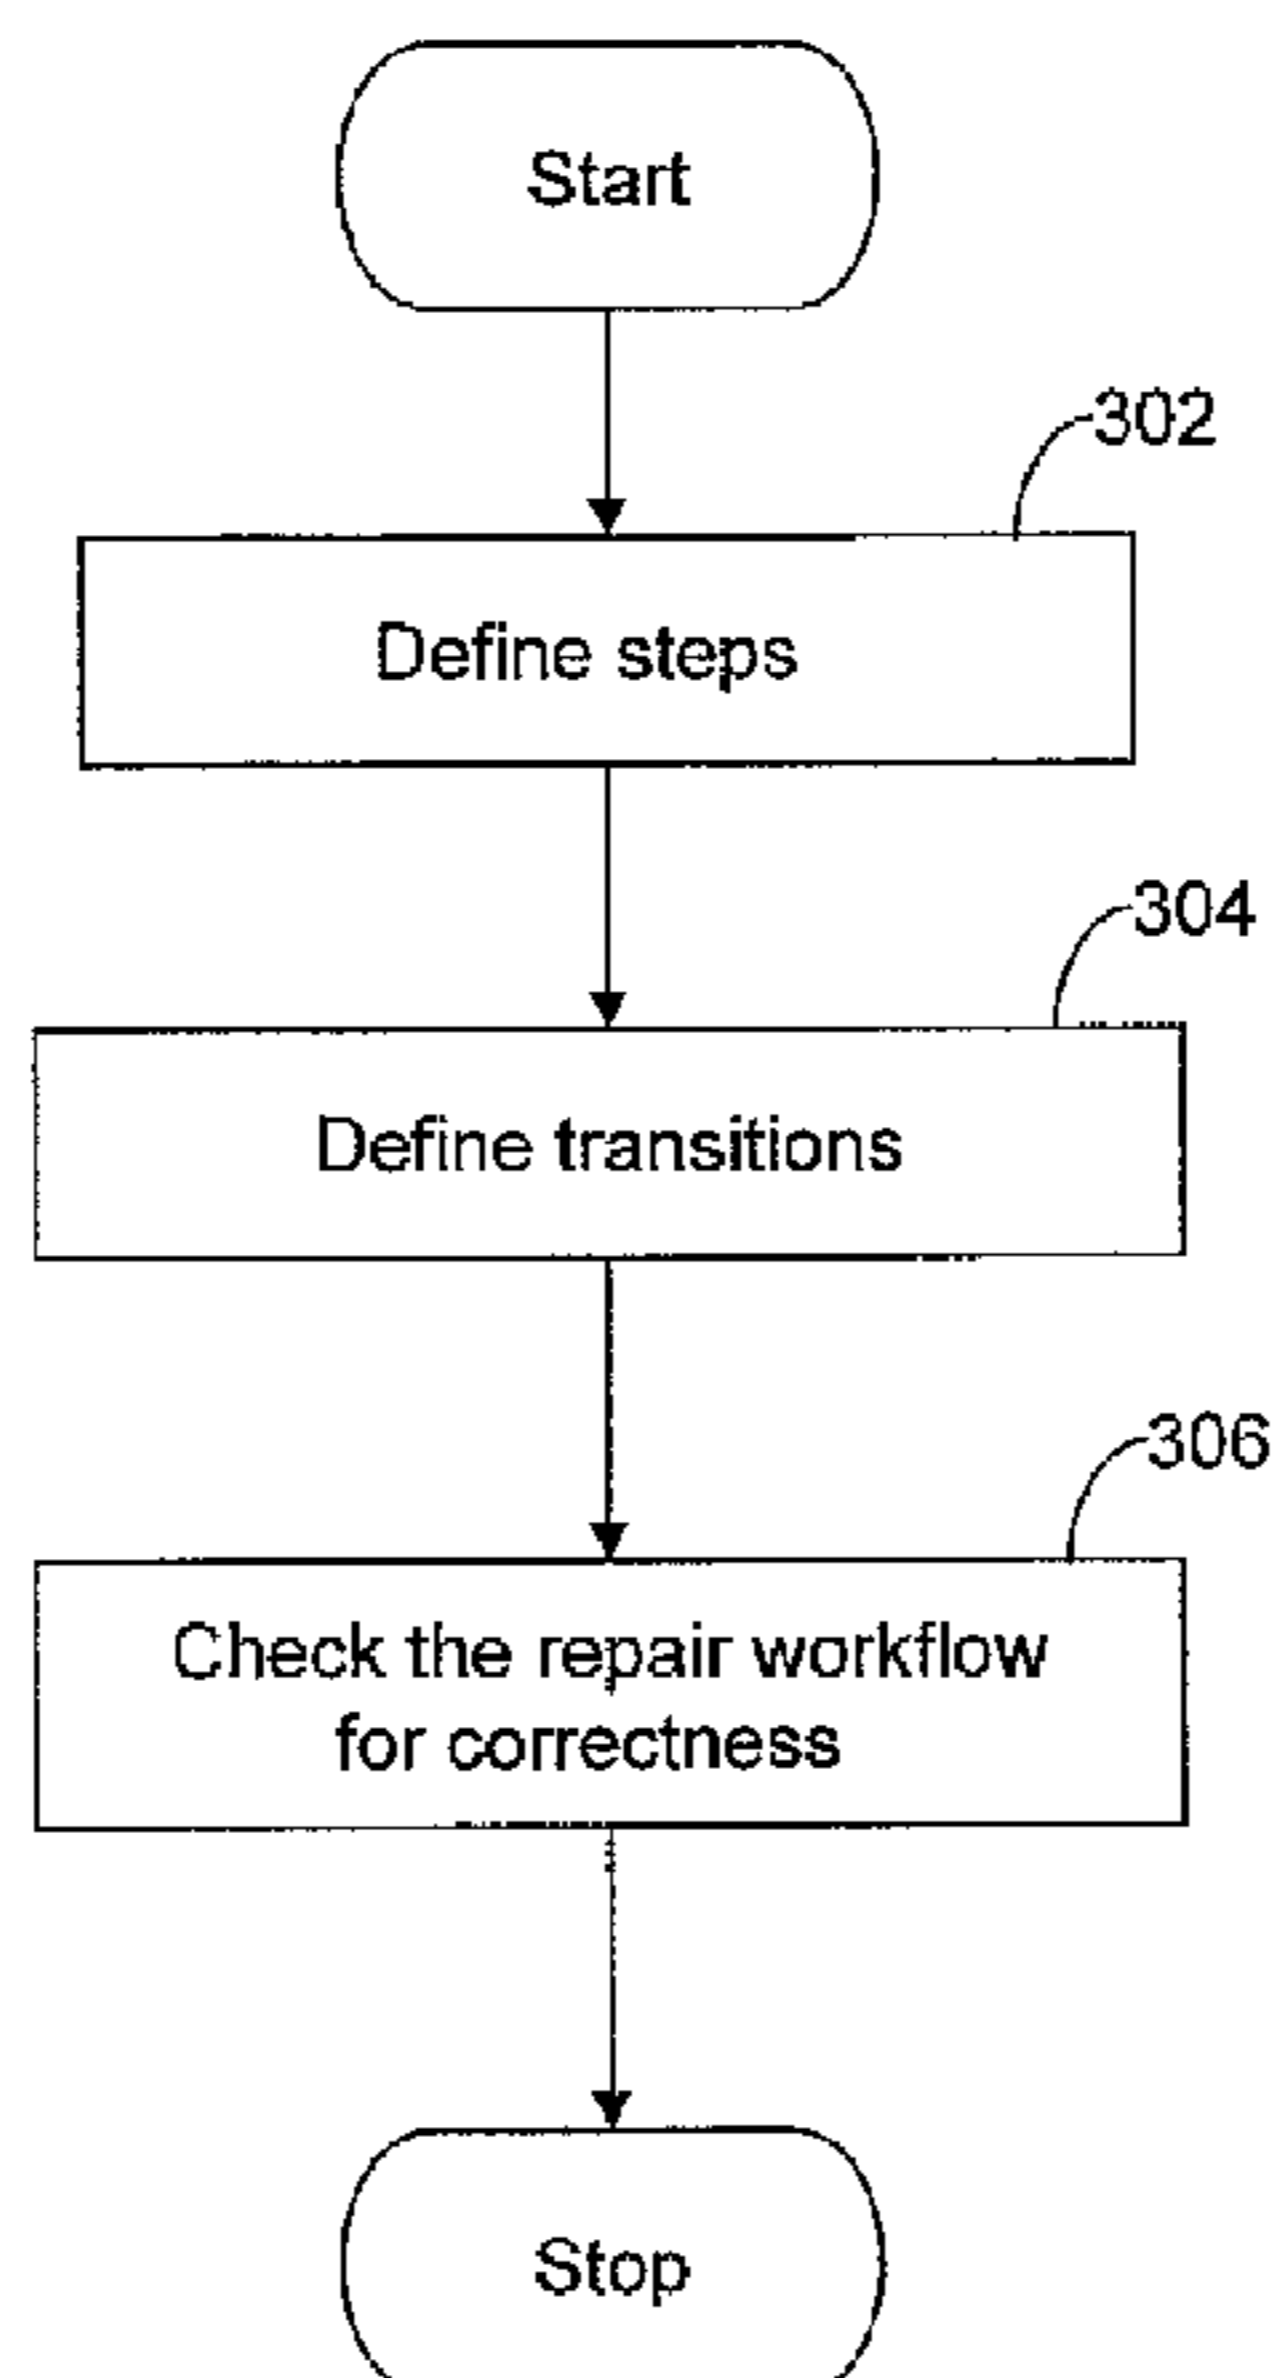 Start
302
Define steps
304
Define transitions
306
Check the repair workflow
for correctness
Stop